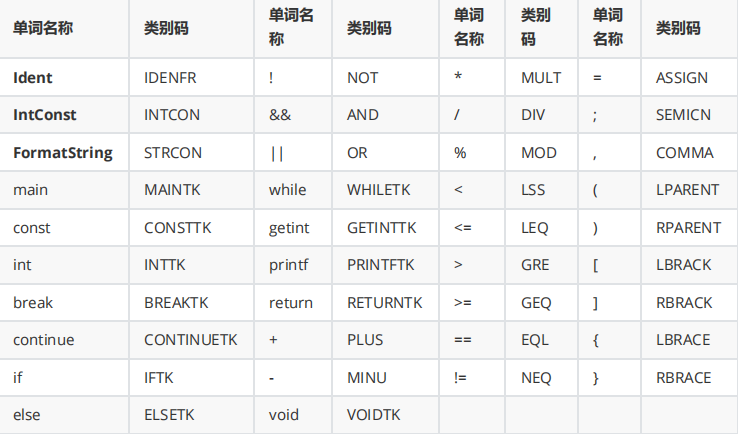 单词名称 类别码 单词名称 类别码 单词名称 类别码 单词名称 类别码
Ident IDENFR ! NOT * MULT = ASSIGN
IntConst INTCON && AND / DIV ; SEMICN
FormatString STRCON || OR % MOD , COMMA
main MAINTK while WHILETK < LSS ( LPARENT
const CONSTTK getint GETINTTK <= LEQ ) RPARENT
int INTTK printf PRINTFTK > GRE [ LBRACK
break BREAKTK return RETURNTK >= GEQ ] RBRACK
continue CONTINUETK + PLUS == EQL { LBRACE
if IFTK - MINU != NEQ } RBRACE
else ELSETK void VOIDTK